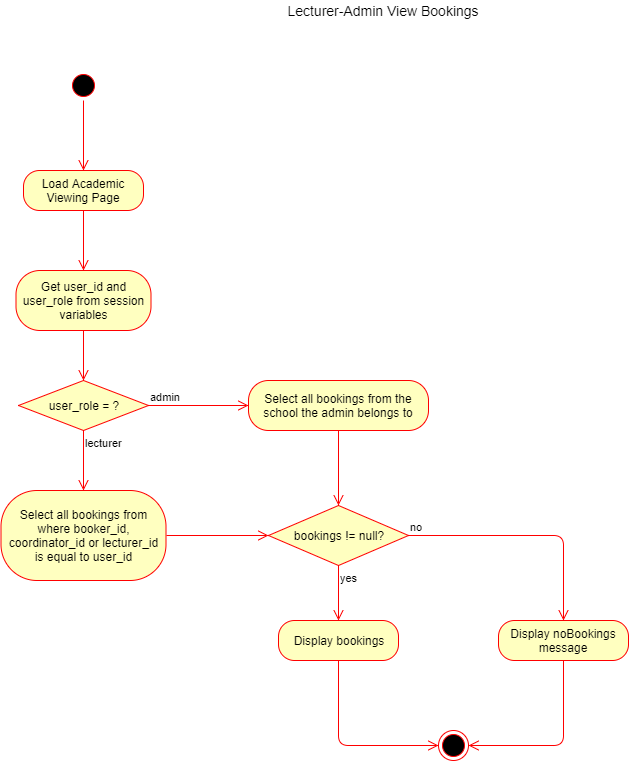 Lecturer-Admin View Bookings
Load Academic
Viewing Page
Get user_id and
user_role from session
variables
user_role = ?
admin
Select all bookings from the
school the admin belongs to
lecturer
Select all bookings from
where booker_id,
coordinator_id or lecturer_id
is equal to user_id
bookings != null?
no
yes
Display bookings
Display noBookings
message